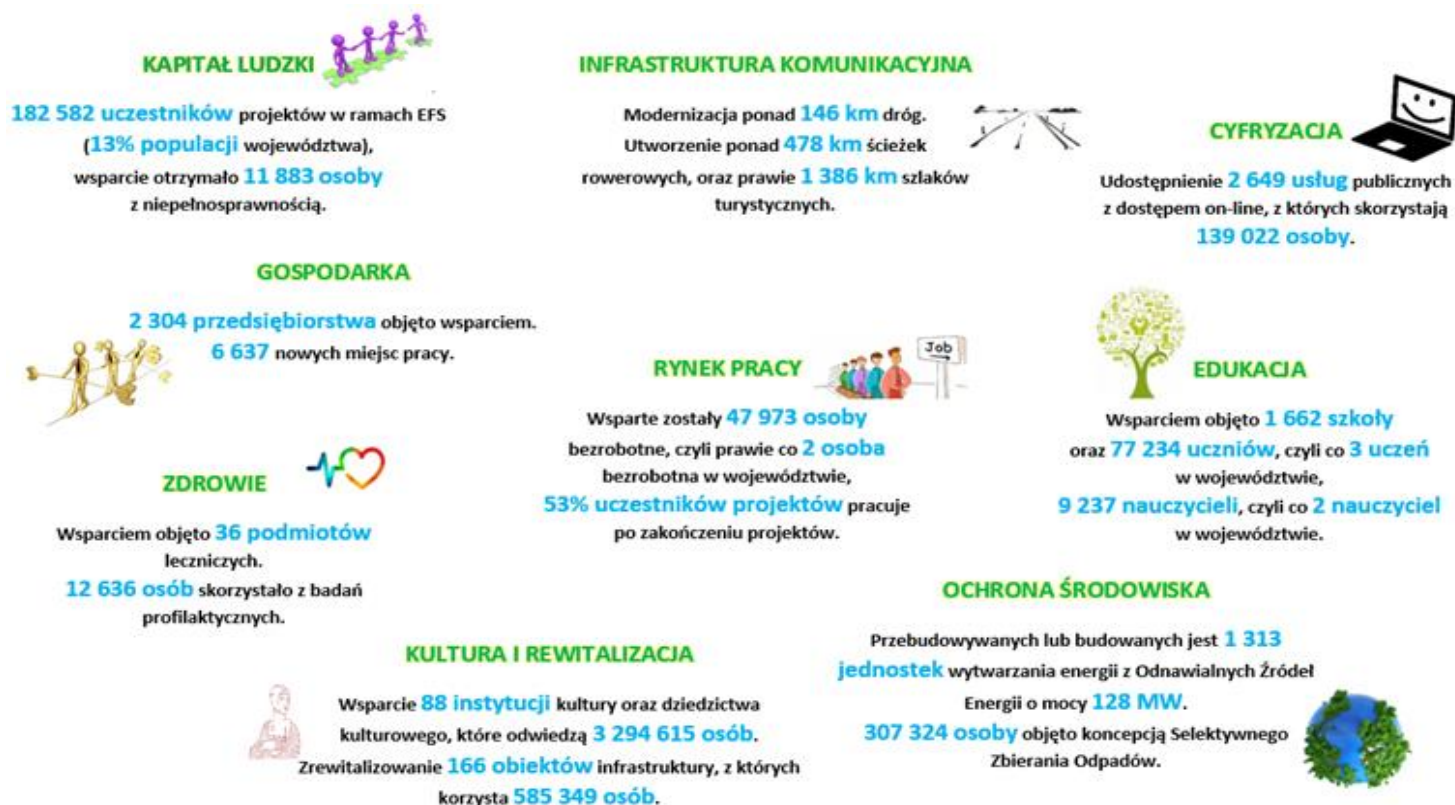 KAPITAŁ LUDZKI
182 582 uczestników projektów w ramach EFS
(13% populacji województwa),
wsparcie otrzymało 11 883 osoby
z niepełnosprawnością.
INFRASTRUKTURA KOMUNIKACYJNA
Modernizacja ponad 146 km dróg.
Utworzenie ponad 478 km ścieżek
rowerowych, oraz prawie 1 386 km szlaków
turystycznych.
CYFRYZACJA
Udostępnienie 2 649 usług publicznych
z dostępem on-line, z których skorzystają
139 022 osoby.
GOSPODARKA
2 304 przedsiębiorstwa objęto wsparciem.
6 637 nowych miejsc pracy.
RYNEK PRACY
Job
Wsparte zostały 47 973 osoby
bezrobotne, czyli prawie co 2 osoba
bezrobotna w województwie,
53% uczestników projektów pracuje
po zakończeniu projektów.
EDUKACJA
Wsparciem objęto 1 662 szkoły
oraz 77 234 uczniów, czyli co 3 uczeń
w województwie,
9 237 nauczycieli, czyli co 2 nauczyciel
w województwie.
ZDROWIE
Wsparciem objęto 36 podmiotów
leczniczych.
12 636 osób skorzystało z badań
profilaktycznych.
KULTURA I REWITALIZACJA
Wsparcie 88 instytucji kultury oraz dziedzictwa
kulturowego, które odwiedzą 3 294 615 osób.
Zrewitalizowanie 166 obiektów infrastruktury, z których
korzysta 585 349 osób.
OCHRONA ŚRODOWISKA
Przebudowywanych lub budowanych jest 1 313
jednostek wytwarzania energii z Odnawialnych Źródeł
Energii o mocy 128 MW.
307 324 osoby objęto koncepcją Selektywnego
Zbierania Odpadów.